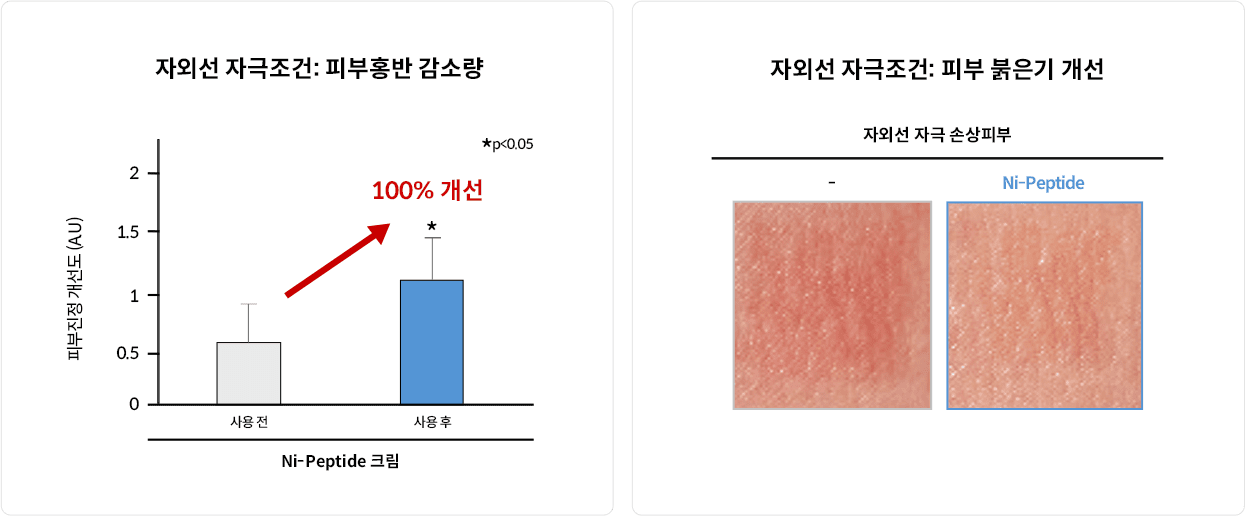 자외선 자극조건: 피부홍반 감소량
*p<0.05
100% 개선
*
피부진정 개선도 (A.U)
2
1.5
1
0.5
0
사용 전
사용 후
Ni-Peptide 크림
자외선 자극조건: 피부 붉은기 개선
자외선 자극 손상피부
-
Ni-Peptide